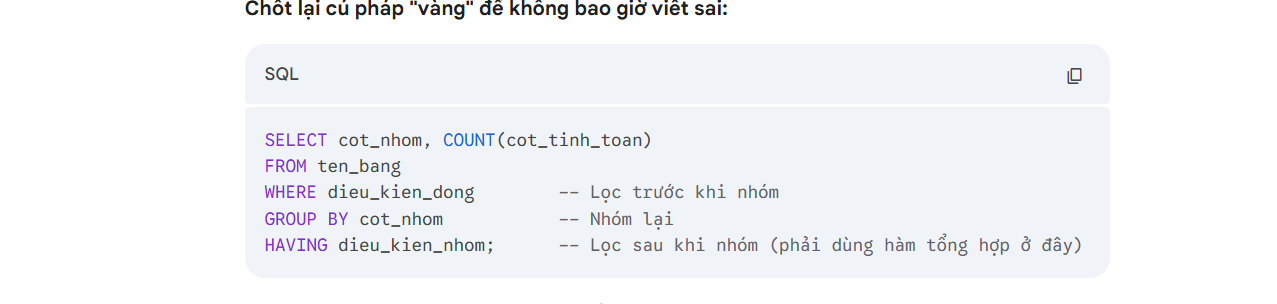 Chốt lại cú pháp "vàng" để không bao giờ viết sai:
SQL
SELECT cot_nhom, COUNT(cot_tinh_toan)
FROM ten_bang
WHERE dieu_kien_dong        -- Lọc trước khi nhóm
GROUP BY cot_nhom           -- Nhóm lại
HAVING dieu_kien_nhom;      -- Lọc sau khi nhóm (phải dùng hàm tổng hợp ở đây)